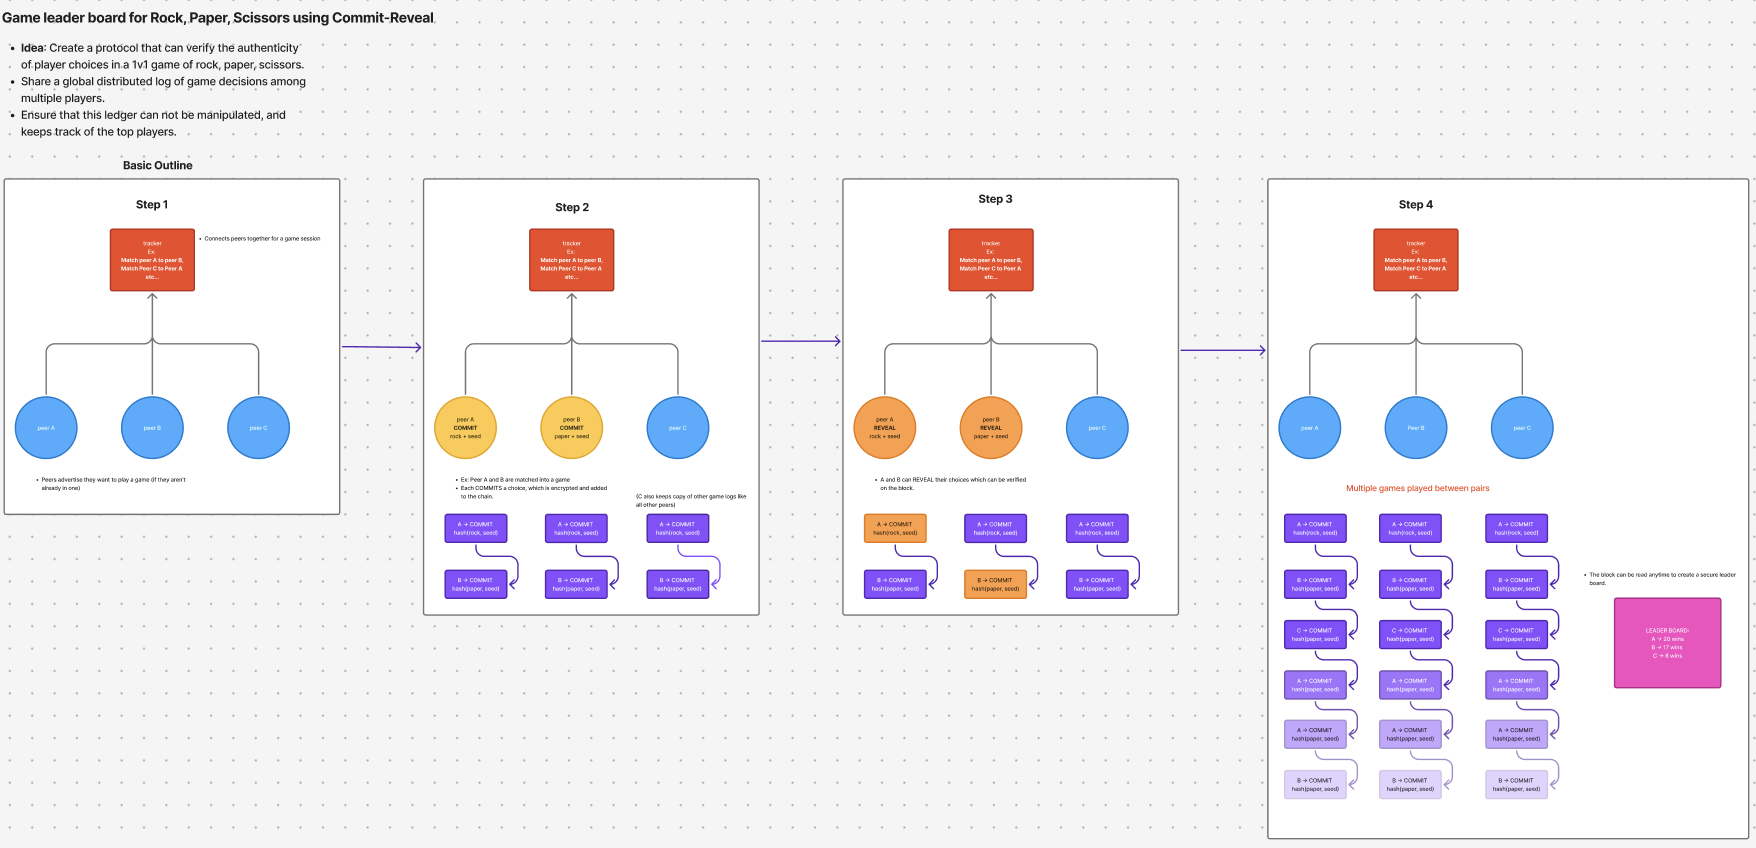 Game leader board for Rock, Paper, Scissors using Commit-Reveal
• Idea: Create a protocol that can verify the authenticity
of player choices in a 1v1 game of rock, paper, scissors.
• Share a global distributed log of game decisions among
multiple players.
• Ensure that this ledger can not be manipulated, and
keeps track of the top players.
Basic Outline
Step 1
tracker
Ex:
Match peer A to peer B,
Match Peer C to Peer A
etc...
• Connects peers together for a game session
peer A
peer B
peer C
• Peers advertise they want to play a game (if they aren't
already in one)
Step 2
tracker
Ex:
Match peer A to peer B,
Match Peer C to Peer A
etc...
peer A
COMMIT
rock + seed
peer B
COMMIT
paper + seed
peer C
• Ex: Peer A and B are matched into a game
• Each COMMITS a choice, which is encrypted and added
to the chain.
(C also keeps copy of other game logs like
all other peers)
A → COMMIT
hash(rock, seed)
A → COMMIT
hash(rock, seed)
A → COMMIT
hash(rock, seed)
B → COMMIT
hash(paper, seed)
B → COMMIT
hash(paper, seed)
B → COMMIT
hash(paper, seed)
Step 3
tracker
Ex:
Match peer A to peer B,
Match Peer C to Peer A
etc...
peer A
REVEAL
rock + seed
peer B
REVEAL
paper + seed
peer C
• A and B can REVEAL their choices which can be verified
on the block.
A → COMMIT
hash(rock, seed)
A → COMMIT
hash(rock, seed)
A → COMMIT
hash(rock, seed)
B → COMMIT
hash(paper, seed)
B → COMMIT
hash(paper, seed)
B → COMMIT
hash(paper, seed)
Step 4
tracker
Ex:
Match peer A to peer B,
Match Peer C to Peer A
etc...
peer A
Peer B
peer C
Multiple games played between pairs
A → COMMIT
hash(rock, seed)
A → COMMIT
hash(rock, seed)
A → COMMIT
hash(rock, seed)
B → COMMIT
hash(paper, seed)
B → COMMIT
hash(paper, seed)
B → COMMIT
hash(paper, seed)
C → COMMIT
hash(paper, seed)
C → COMMIT
hash(paper, seed)
C → COMMIT
hash(paper, seed)
A → COMMIT
hash(paper, seed)
A → COMMIT
hash(paper, seed)
A → COMMIT
hash(paper, seed)
A → COMMIT
hash(paper, seed)
A → COMMIT
hash(paper, seed)
A → COMMIT
hash(paper, seed)
B → COMMIT
hash(paper, seed)
B → COMMIT
hash(paper, seed)
B → COMMIT
hash(paper, seed)
• The block can be read anytime to create a secure leader
board.
LEADER BOARD:
A → 20 wins
B → 17 wins
C → 8 wins